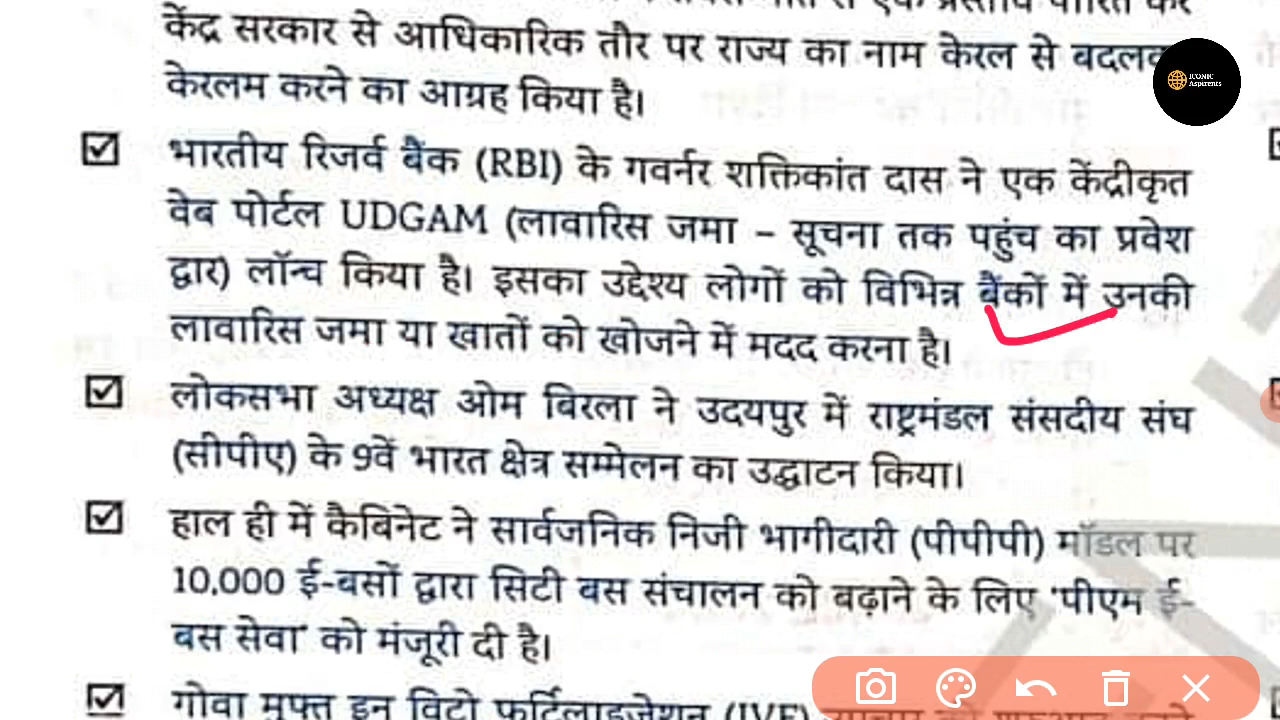 केंद्र सरकार से आधिकारिक तौर पर राज्य का नाम केरल से
केरलम करने का आग्रह किया है।
ICONIC
Aspirents
भारतीय रिजर्व बैंक (RBI) के गवर्नर शक्तिकांत दास ने एक केंद्रीकृत
वेब पोर्टल UDGAM (लावारिस जमा – सूचना तक पहुंच का प्रवेश
द्वार) लॉन्च किया है। इसका उद्देश्य लोगों को विभिन्न बैंकों में उनकी
लावारिस जमा या खातों को खोजने में मदद करना है।
लोकसभा अध्यक्ष ओम बिरला ने उदयपुर में राष्ट्रमंडल संसदीय संघ
(सीपीए) के 9वें भारत क्षेत्र सम्मेलन का उद्घाटन किया।
हाल ही में कैबिनेट ने सार्वजनिक निजी भागीदारी (पीपीपी) मॉडल पर
10,000 ई-बसों द्वारा सिटी बस संचालन को बढ़ाने के लिए 'पीएम ई-
बस सेवा' को मंजूरी दी है।
गोवा मुफ्त इन विट्रो फर्टिलाइजेशन (IVF)